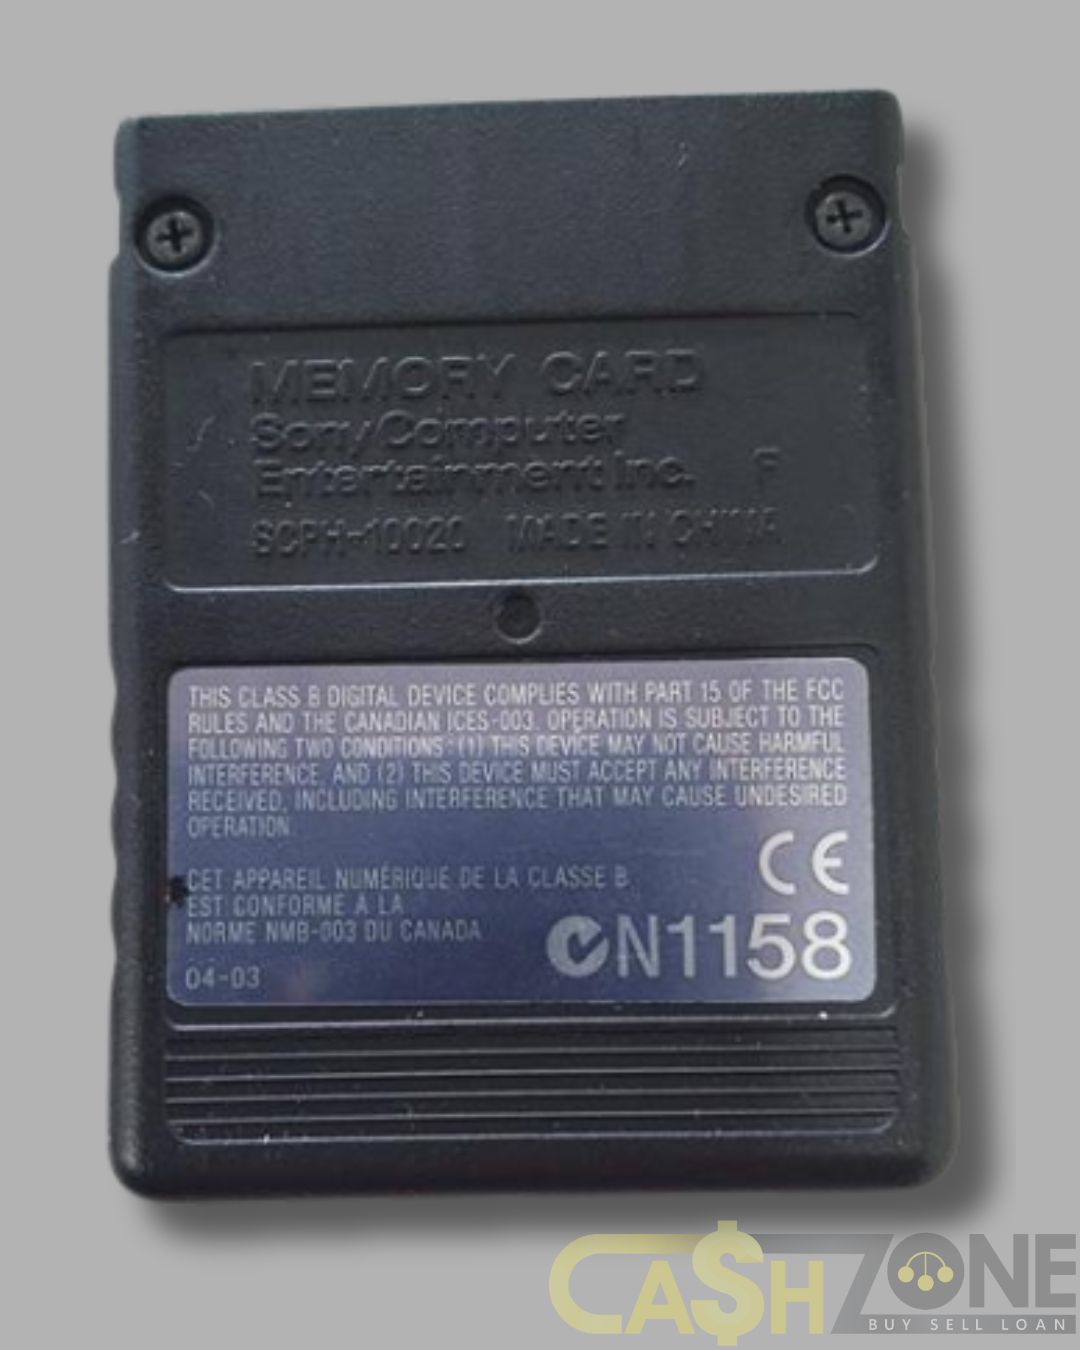 MEMORY CARD
Sony Computer
Entertainment Inc. F
SCPH-10020 MADE IN CHINA
THIS CLASS B DIGITAL DEVICE COMPLIES WITH PART 15 OF THE FCC
RULES AND THE CANADIAN ICES-003. OPERATION IS SUBJECT TO THE
FOLLOWING TWO CONDITIONS : (1) THIS DEVICE MAY NOT CAUSE HARMFUL
INTERFERENCE, AND (2) THIS DEVICE MUST ACCEPT ANY INTERFERENCE
RECEIVED, INCLUDING INTERFERENCE THAT MAY CAUSE UNDESIRED
OPERATION.
CET APPAREIL NUMÉRIQUE DE LA CLASSE B
EST CONFORME À LA
NORME NMB-003 DU CANADA
CE
N1158
04-03
CA$HZONE
BUY SELL LOAN